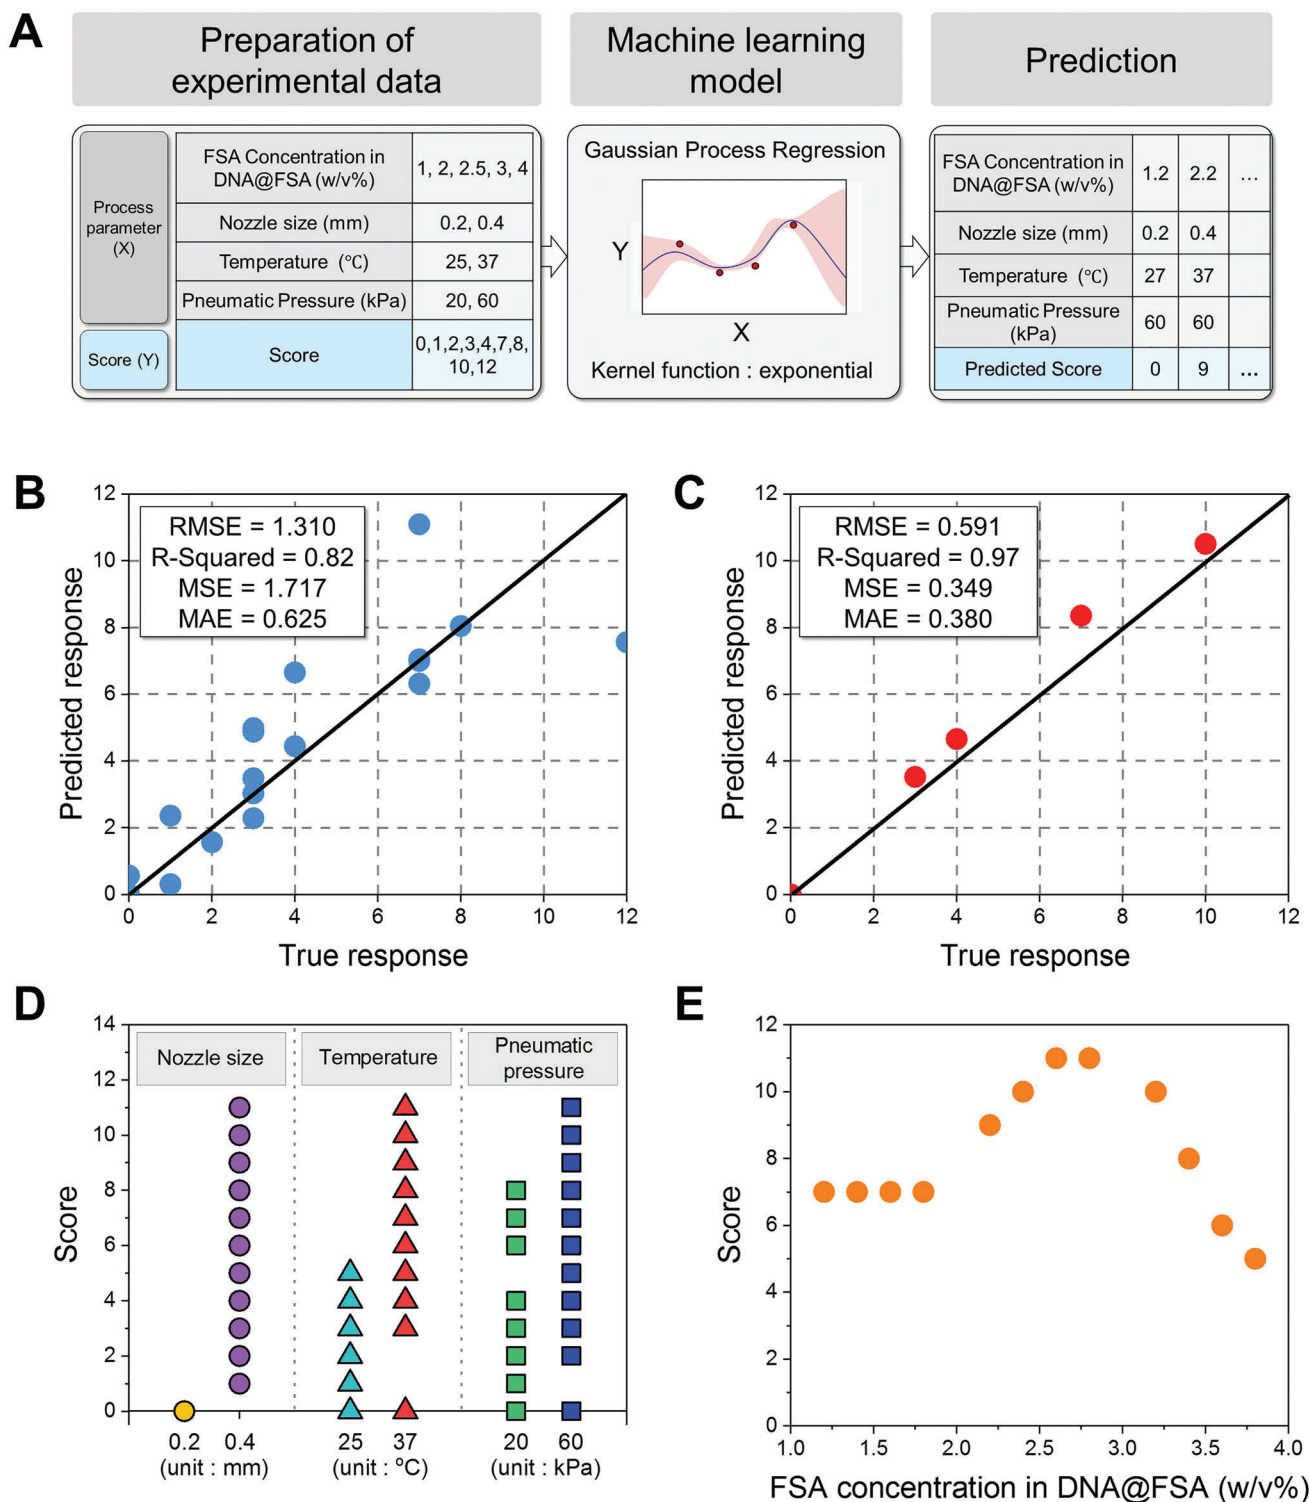 A
Preparation of
experimental data
Machine learning
model
Prediction
Process
parameter
(X)
Score (Y)
FSA Concentration in
DNA@FSA (w/v%)
1, 2, 2.5, 3, 4
Nozzle size (mm)
0.2, 0.4
Temperature (℃)
25, 37
Pneumatic Pressure (kPa)
20, 60
Score
0,1,2,3,4,7,8,
10,12
Gaussian Process Regression
Y
X
Kernel function : exponential
FSA Concentration in
DNA@FSA (w/v%)
1.2 2.2 ...
Nozzle size (mm)
0.2 0.4
Temperature (℃)
27 37
Pneumatic Pressure
(kPa)
60 60
Predicted Score
0 9 ...
B
12
10
8
6
4
2
0
Predicted response
RMSE = 1.310
R-Squared = 0.82
MSE = 1.717
MAE = 0.625
0 2 4 6 8 10 12
True response
C
12
10
8
6
4
2
0
Predicted response
RMSE = 0.591
R-Squared = 0.97
MSE = 0.349
MAE = 0.380
0 2 4 6 8 10 12
True response
D
14
12
10
8
6
4
2
0
Score
Nozzle size
Temperature
Pneumatic
pressure
0.2 0.4
(unit : mm)
25 37
(unit : ºC)
20 60
(unit : kPa)
E
12
10
8
6
4
2
0
Score
1.0 1.5 2.0 2.5 3.0 3.5 4.0
FSA concentration in DNA@FSA (w/v%)